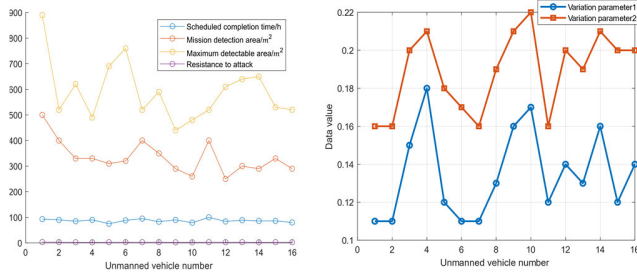 900
800
700
600
500
400
300
200
100
0
0 2 4 6 8 10 12 14 16
Unmanned vehicle number
Scheduled completion time/h
Mission detection area/m²
Maximum detectable area/m²
Resistance to attack
0.22
0.2
0.18
0.16
0.14
0.12
0.1
Data value
0 2 4 6 8 10 12 14 16
Unmanned vehicle number
Variation parameter1
Variation parameter2